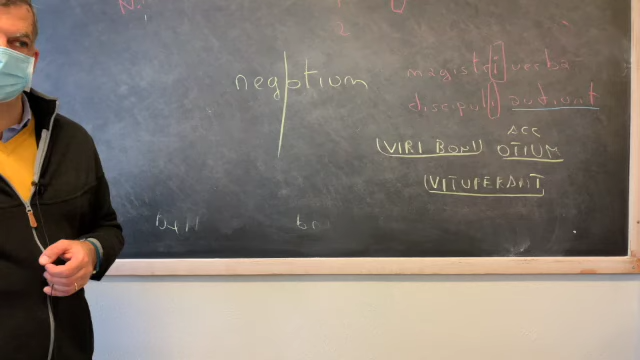 neg|otium
magistri verba
discipuli audiunt
ACC
(VIRI BONI) OTIUM
(VITUPERANT